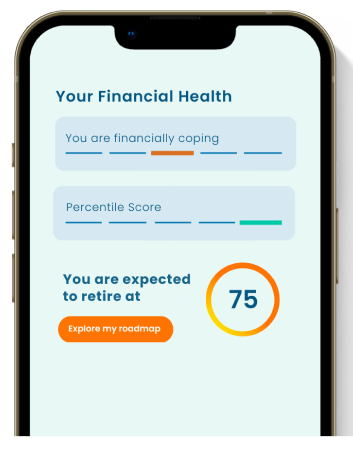 Your Financial Health
You are financially coping
Percentile Score
You are expected
to retire at
75
Explore my roadmap